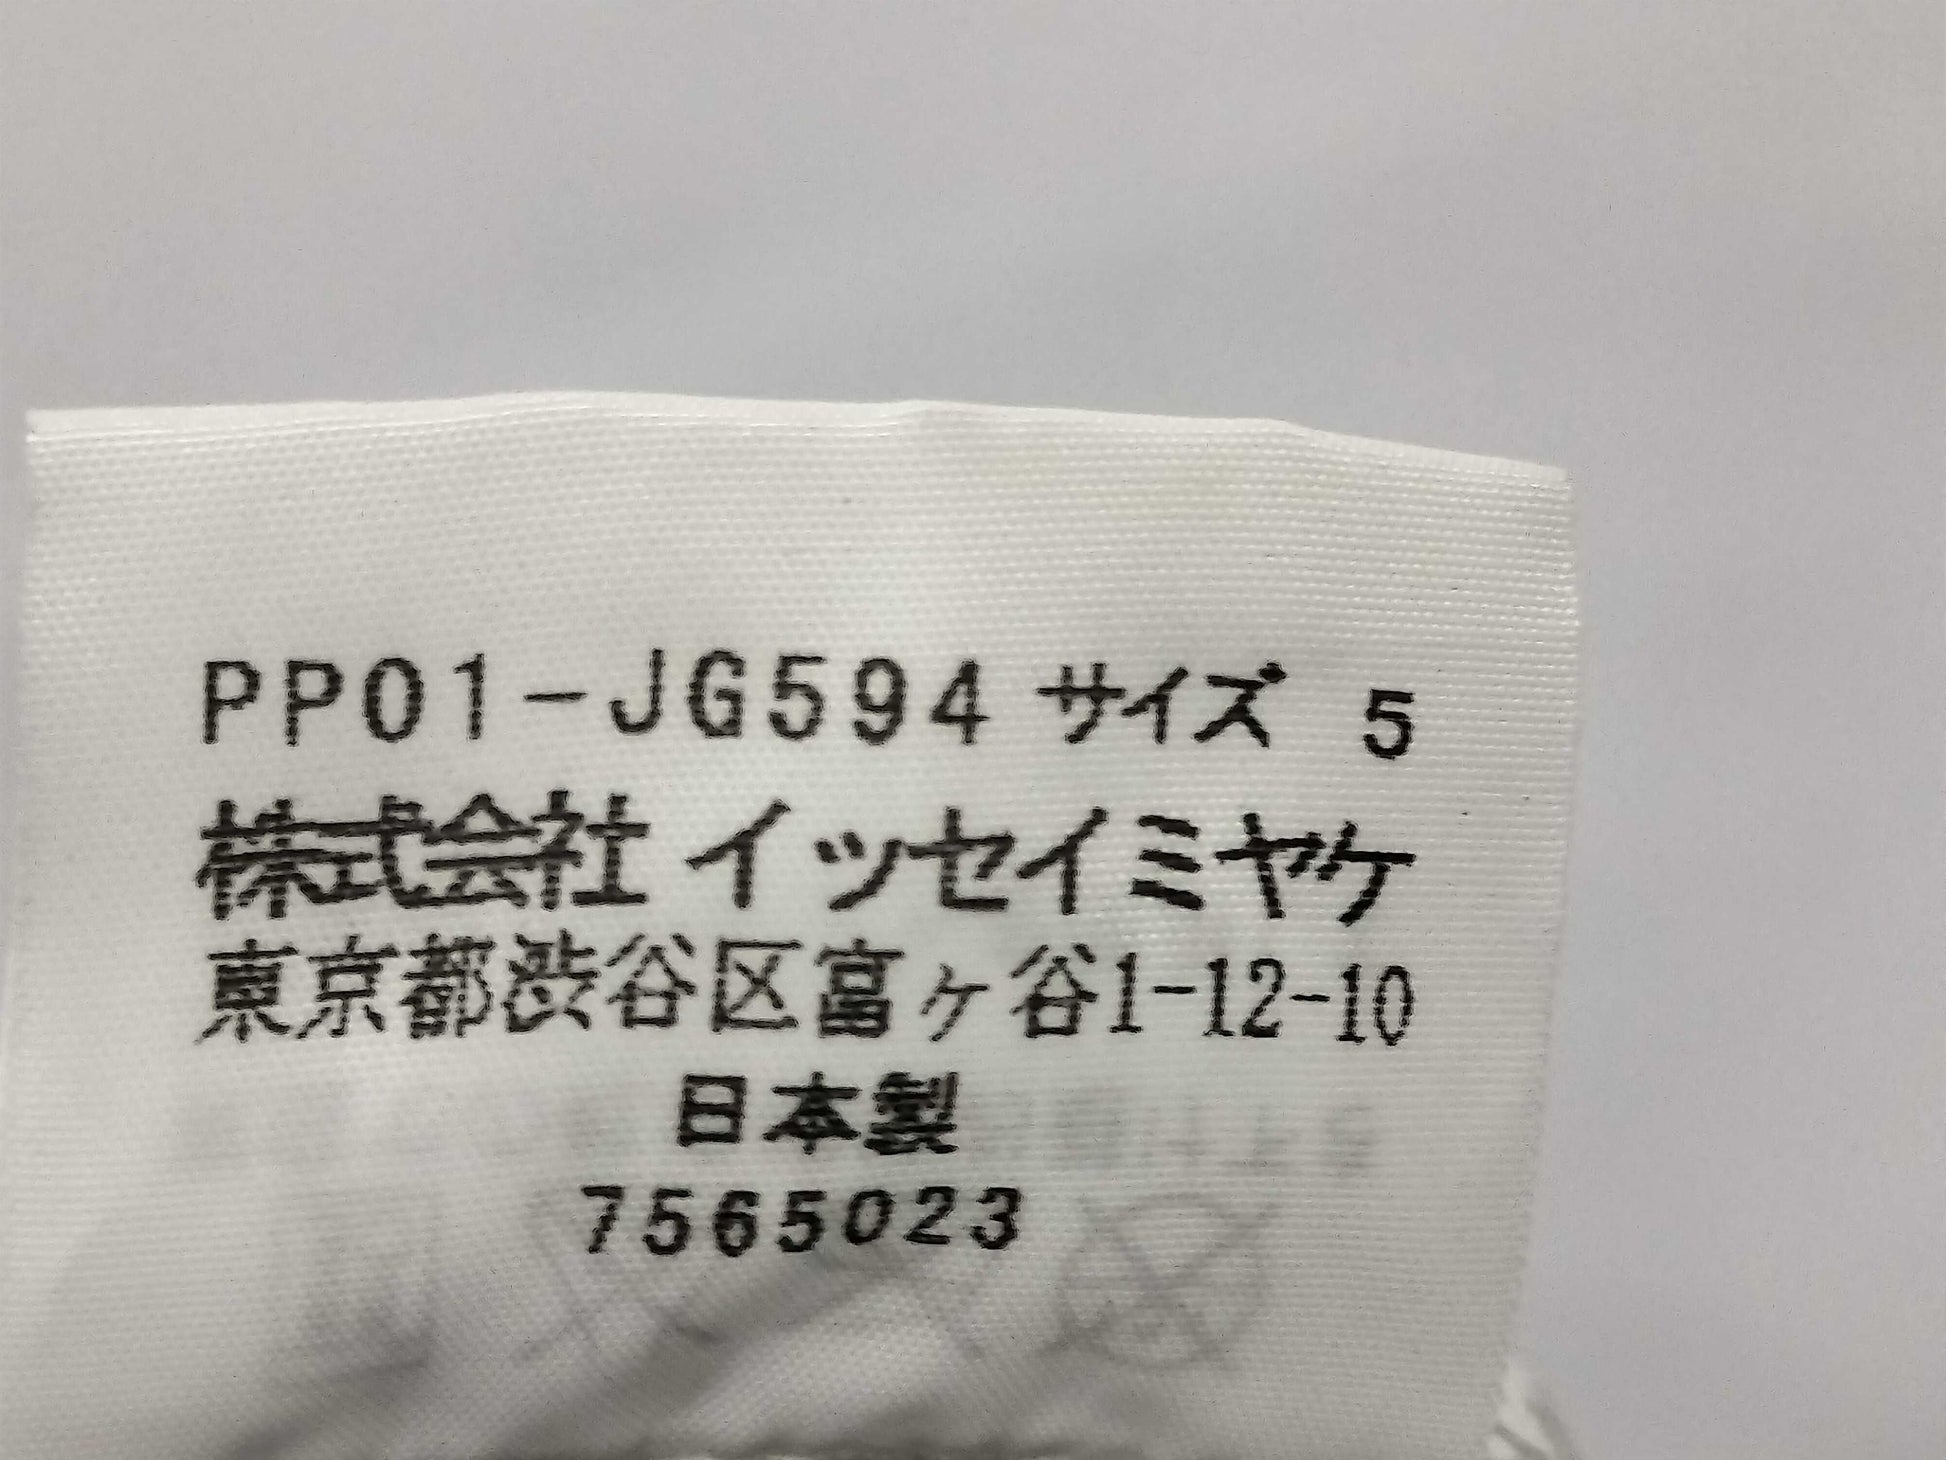 PP01-JG594 サイズ 5
株式会社 イッセイミヤケ
東京都渋谷区富ヶ谷1-12-10
日本製
7565023